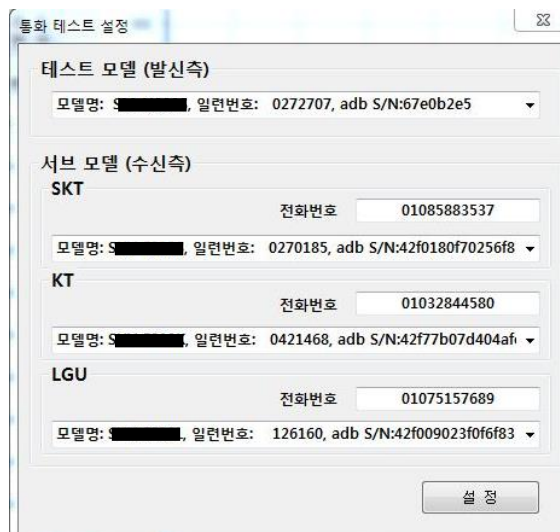 통화 테스트 설정
테스트 모델 (발신측)
모델명: S, 일련번호: 0272707, adb S/N:67e0b2e5
서브 모델 (수신측)
SKT
전화번호 01085883537
모델명: S, 일련번호: 0270185, adb S/N:42f0180f70256f8
KT
전화번호 01032844580
모델명: S, 일련번호: 0421468, adb S/N:42f77b07d404af
LGU
전화번호 01075157689
모델명: S, 일련번호: 126160, adb S/N:42f009023f0f6f83
설 정